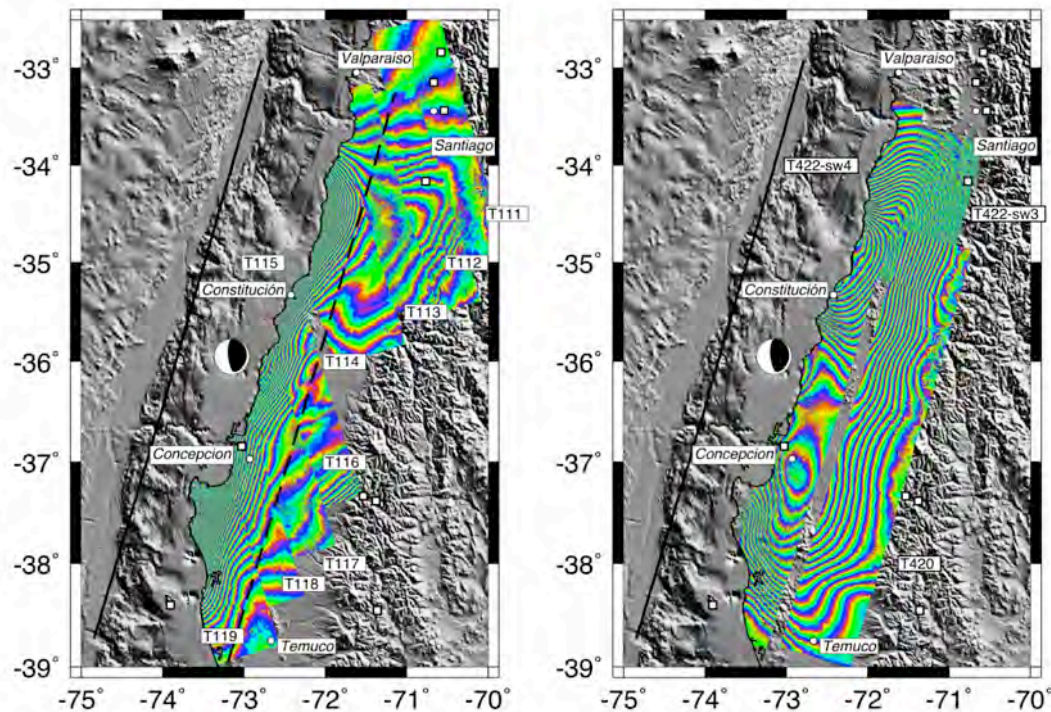 -33°
-34°
-35°
-36°
-37°
-38°
-39°
-75°
-74°
-73°
-72°
-71°
-70°
Valparaiso
Santiago
T111
T115
T112
Constitución
T113
T114
Concepcion
T116
T117
T118
T119
Temuco
-33°
-34°
-35°
-36°
-37°
-38°
-39°
-75°
-74°
-73°
-72°
-71°
-70°
Valparaiso
Santiago
T422-sw4
T422-sw3
Constitución
Concepcion
T420
Temuco